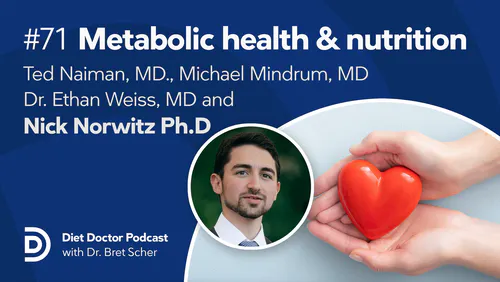 #71 Metabolic health & nutrition
Ted Naiman, MD., Michael Mindrum, MD
Dr. Ethan Weiss, MD and
Nick Norwitz Ph.D
Diet Doctor Podcast
with Dr. Bret Scher